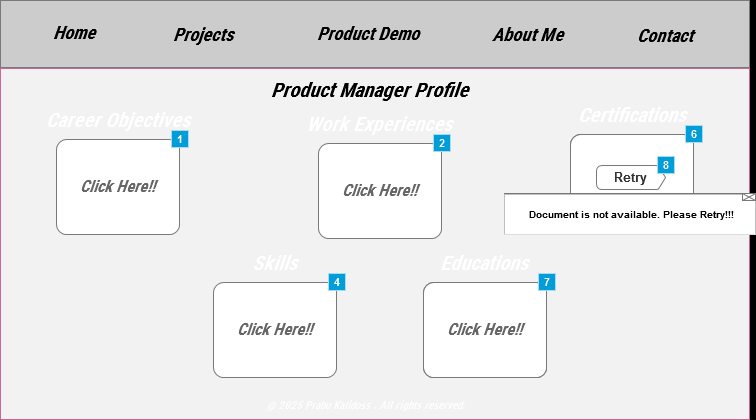 Home Projects Product Demo About Me Contact
Product Manager Profile
Career Objectives
1
Click Here!!
Work Experiences
2
Click Here!!
Certifications
6
8
Retry
Document is not available. Please Retry!!!
Skills
4
Click Here!!
Educations
7
Click Here!!
@ 2025 Prabu Kalidoss . All rights reserved.